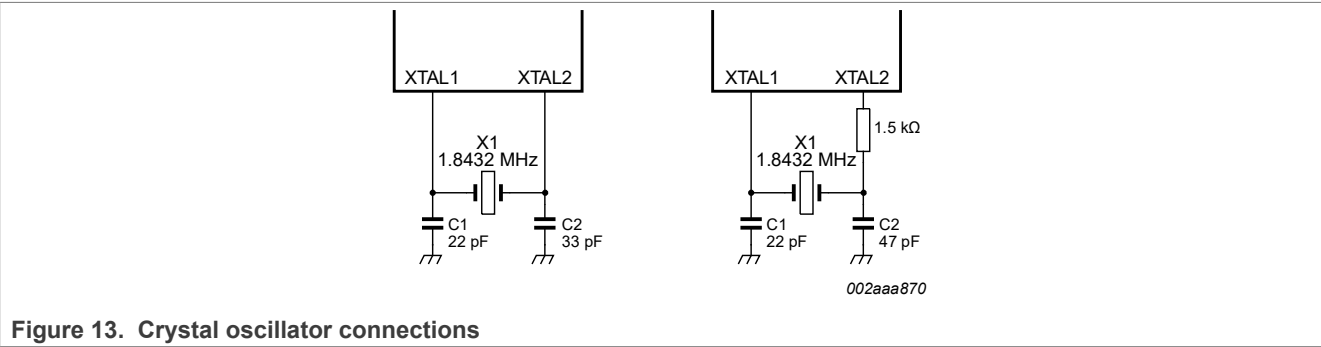 XTAL1 XTAL2
X1
1.8432 MHz
C1
22 pF
C2
33 pF
XTAL1 XTAL2
1.5 kΩ
X1
1.8432 MHz
C1
22 pF
C2
47 pF
002aaa870
Figure 13. Crystal oscillator connections